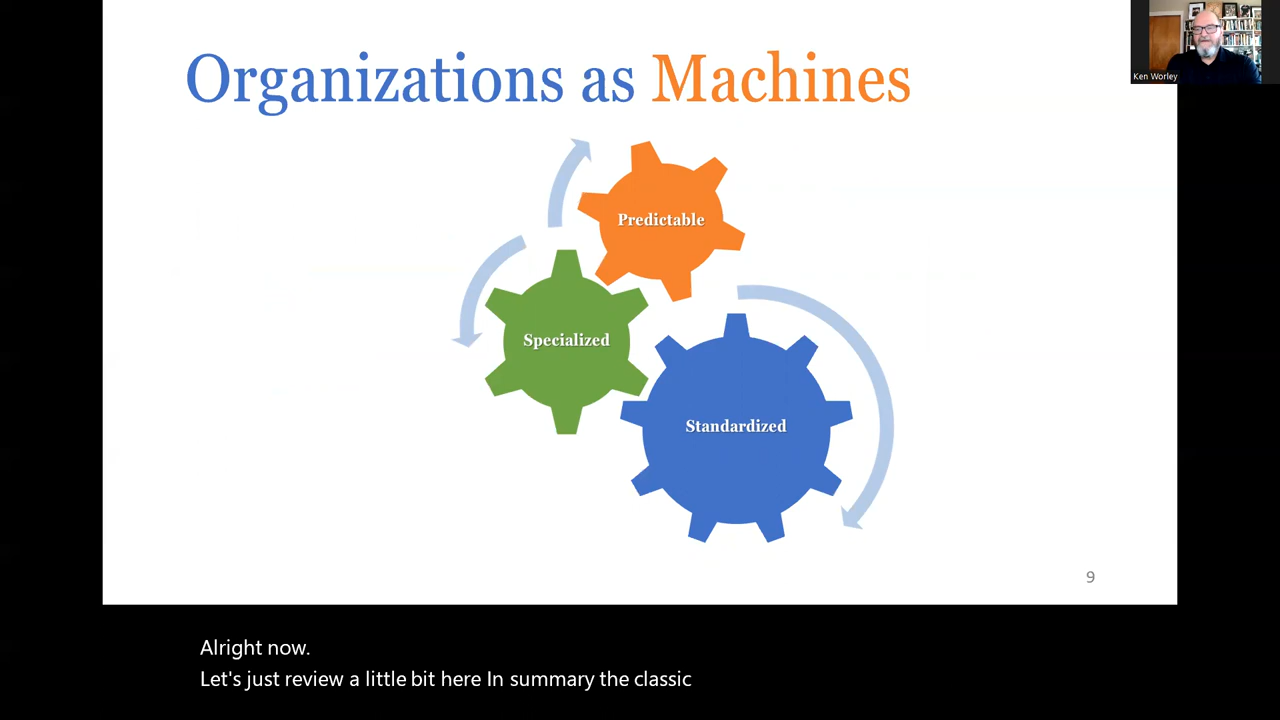 Organizations as Machines
Ken Worley
Predictable
Specialized
Standardized
9
Alright now.
Let's just review a little bit here In summary the classic